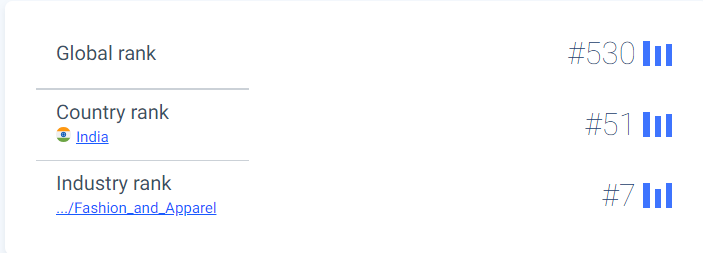 Global rank
#530
Country rank
India
#51
Industry rank
.../Fashion_and_Apparel
#7